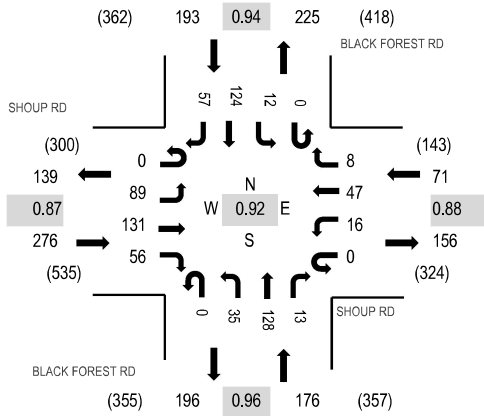 (362) 193 0.94 225 (418)
BLACK FOREST RD
57 124 12 0
SHOUP RD
(300) (143)
0 8
139 71
89 47
N
0.87 W 0.92 E 0.88
131 16
276 156
S
56 0
(535) (324)
0 35 128 13
SHOUP RD
BLACK FOREST RD
(355) 196 0.96 176 (357)